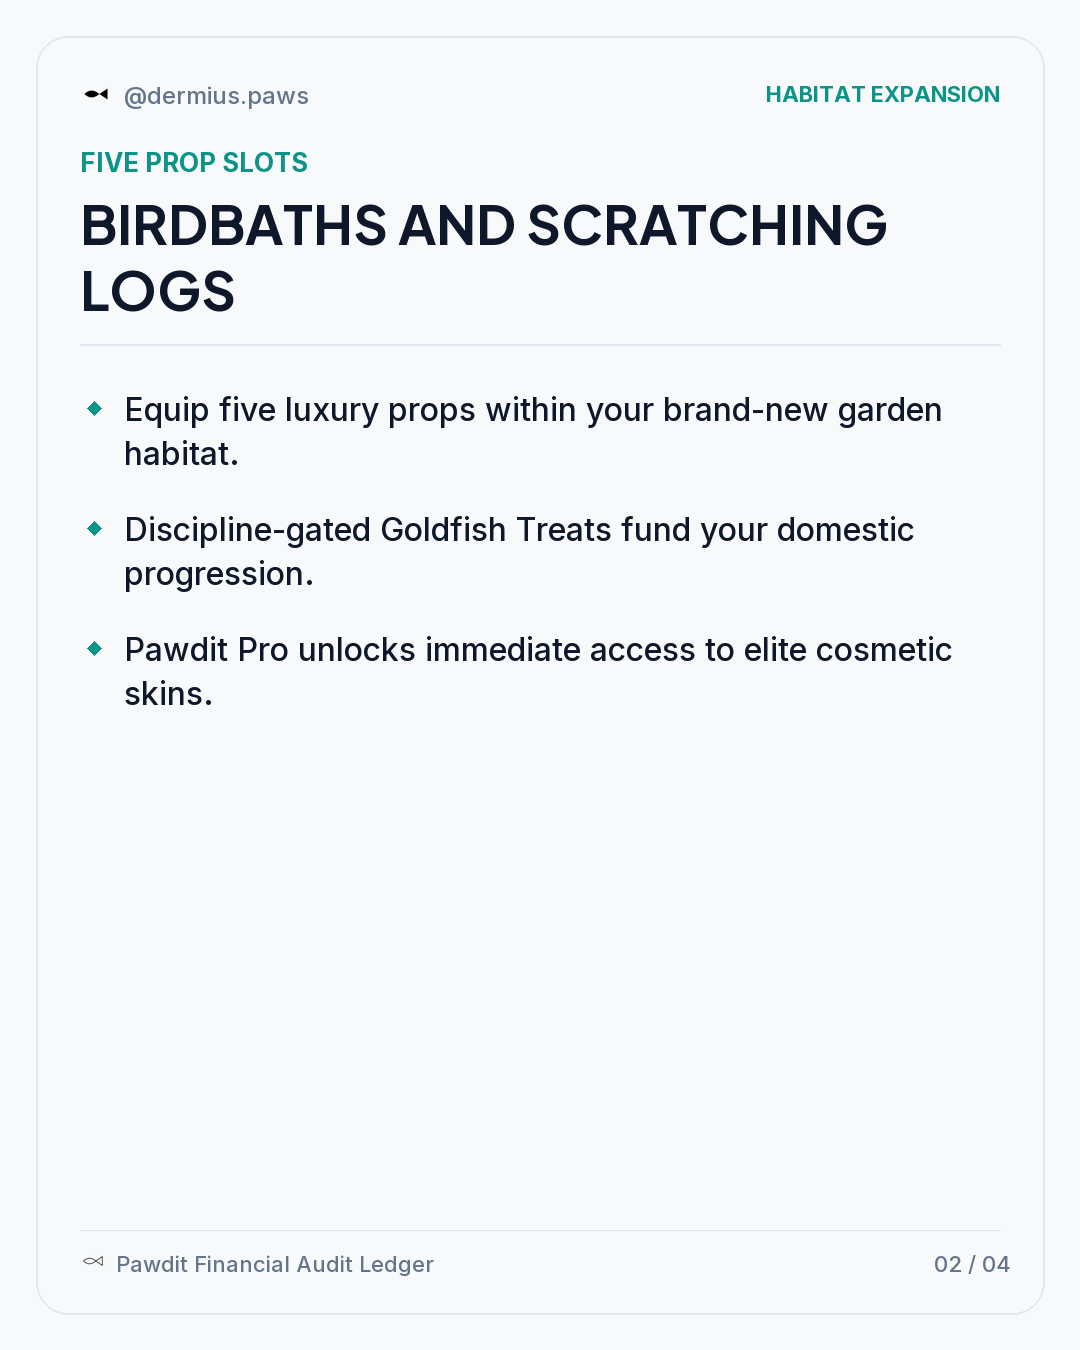 @dermius.paws
HABITAT EXPANSION
FIVE PROP SLOTS
BIRDBATHS AND SCRATCHING
LOGS
Equip five luxury props within your brand-new garden
habitat.
Discipline-gated Goldfish Treats fund your domestic
progression.
Pawdit Pro unlocks immediate access to elite cosmetic
skins.
Pawdit Financial Audit Ledger
02 / 04